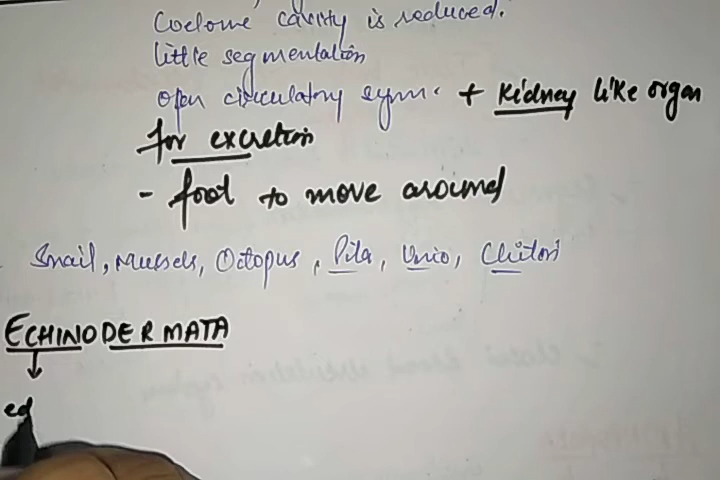 Coelome cavity is reduced.
little segmentation
open circulatory sym. + Kidney like organ
for excretion
- foot to move around
Snail, Mussels, Octopus, Pila, Unio, Chiton
ECHINODERMATA